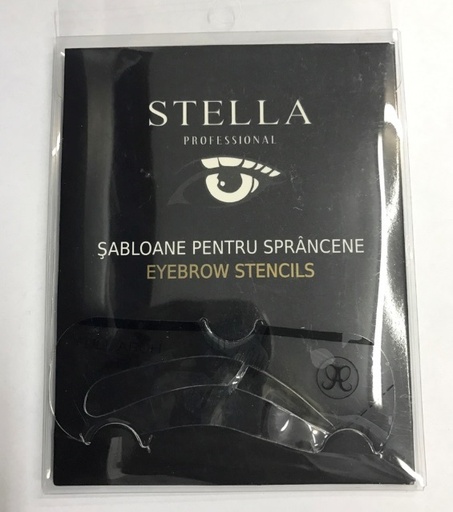 STELLA
PROFESSIONAL
ŞABLOANE PENTRU SPRÂNCENE
EYEBROW STENCILS